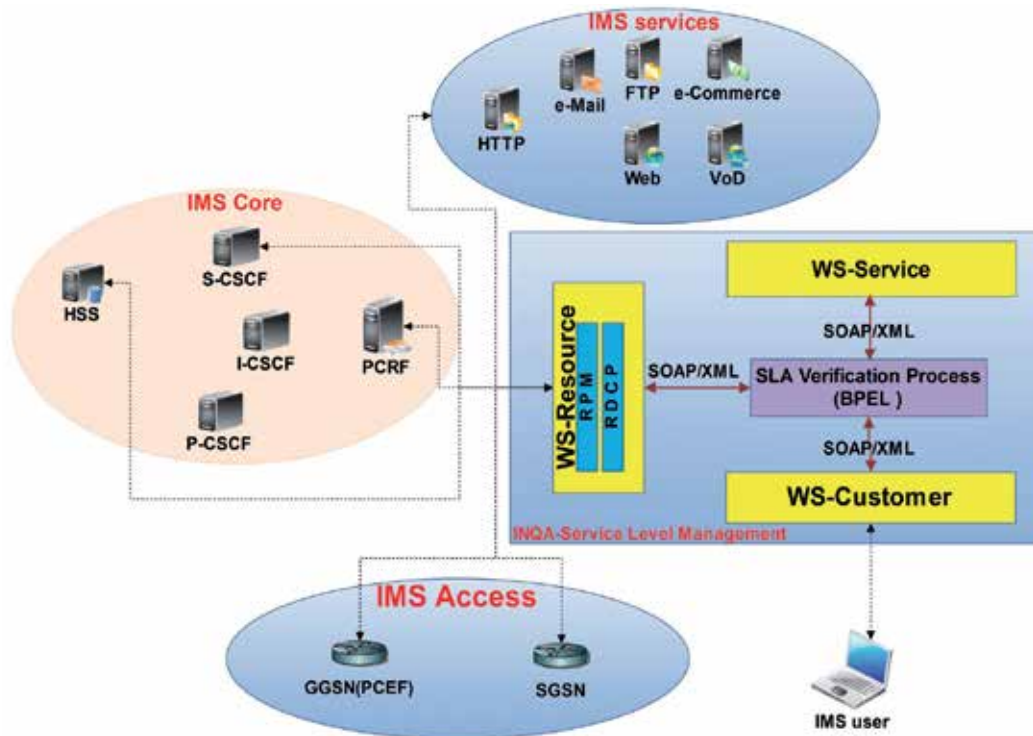 IMS services
e-Mail
FTP
e-Commerce
HTTP
Web
VoD
IMS Core
S-CSCF
HSS
I-CSCF
PCRF
P-CSCF
WS-Service
SOAP/XML
WS-Resource
RPM
RDCP
SOAP/XML
SLA Verification Process
(BPEL )
SOAP/XML
WS-Customer
INQA-Service Level Management
IMS Access
GGSN(PCEF)
SGSN
IMS user